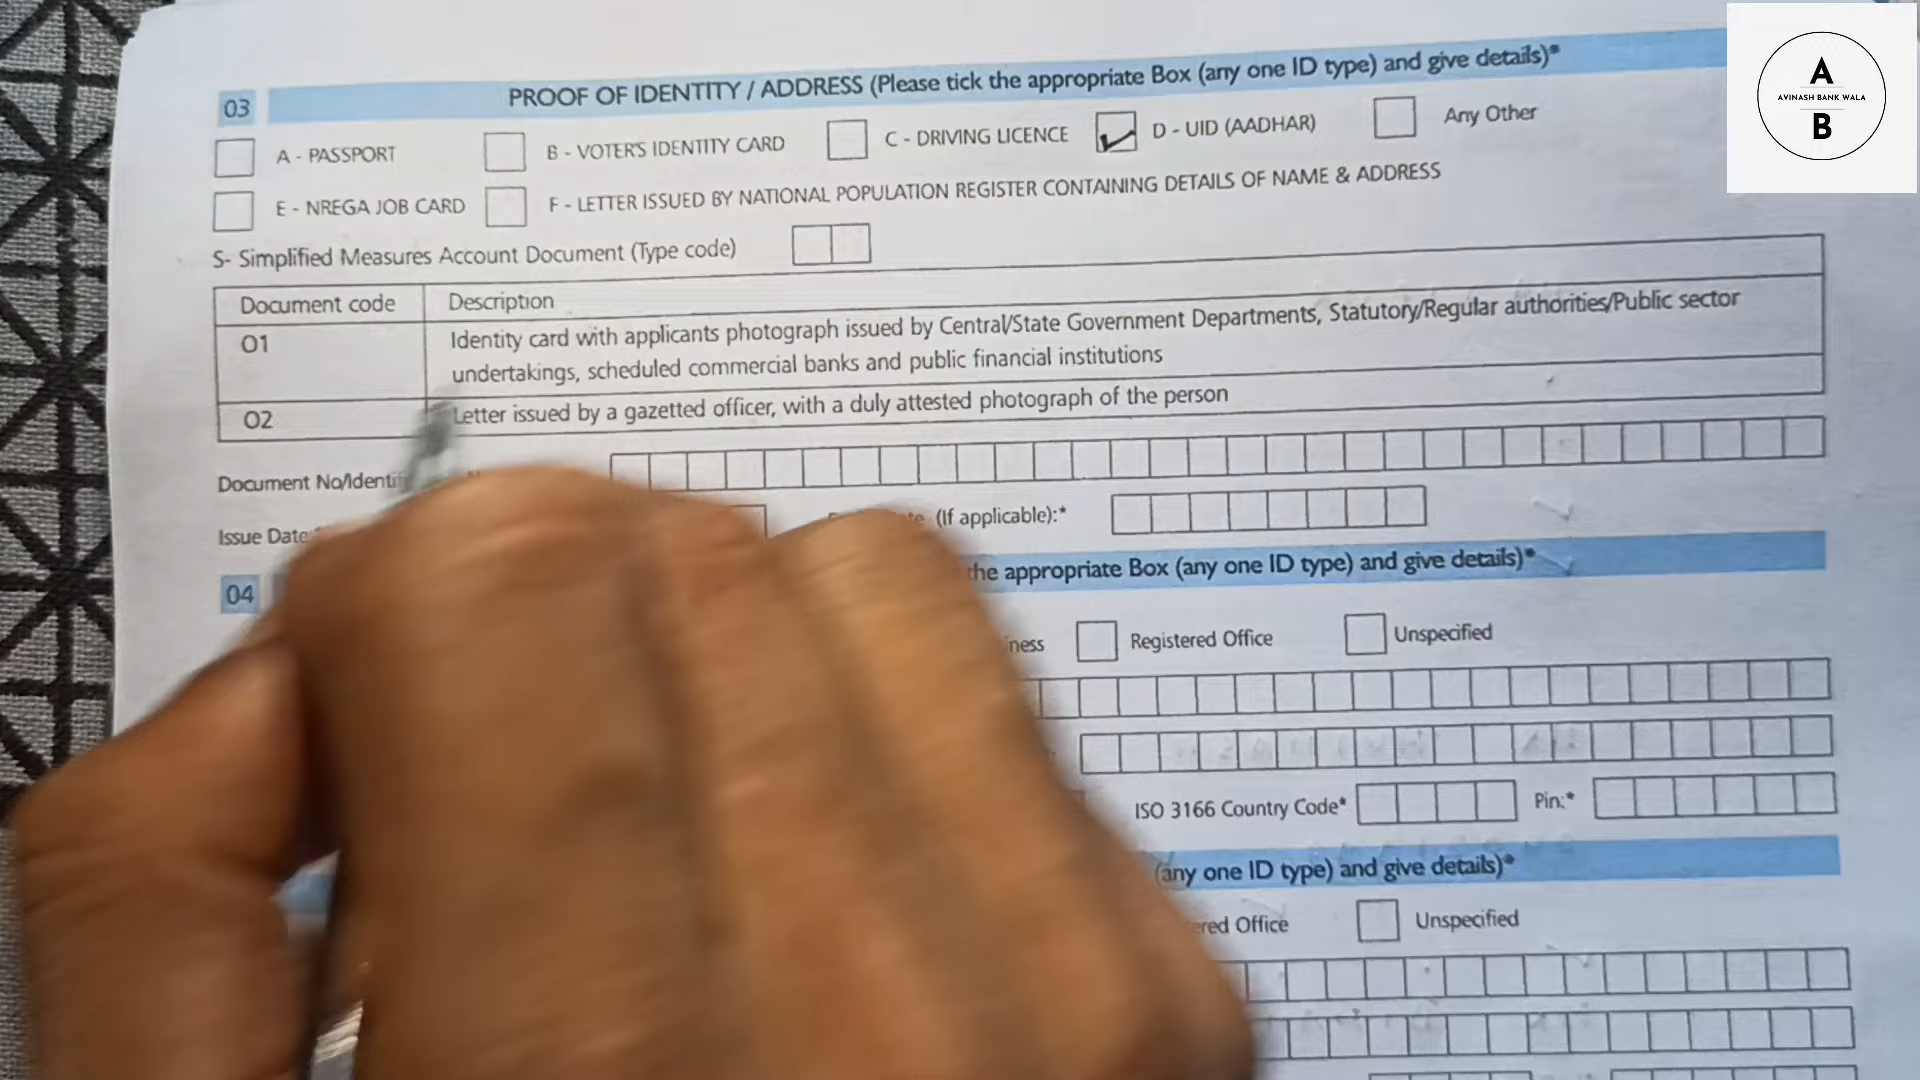 03 PROOF OF IDENTITY / ADDRESS (Please tick the appropriate Box (any one ID type) and give details)*
A - PASSPORT B - VOTER'S IDENTITY CARD C - DRIVING LICENCE D - UID (AADHAR) Any Other
E - NREGA JOB CARD F - LETTER ISSUED BY NATIONAL POPULATION REGISTER CONTAINING DETAILS OF NAME & ADDRESS
S- Simplified Measures Account Document (Type code)
Document code Description
01 Identity card with applicants photograph issued by Central/State Government Departments, Statutory/Regular authorities/Public sector
undertakings, scheduled commercial banks and public financial institutions
02 Letter issued by a gazetted officer, with a duly attested photograph of the person
Document No/Identi
Issue Date (If applicable):*
04 the appropriate Box (any one ID type) and give details)*
ness Registered Office Unspecified
ISO 3166 Country Code* Pin:*
(any one ID type) and give details)*
ered Office Unspecified
A
AVINASH BANK WALA
B